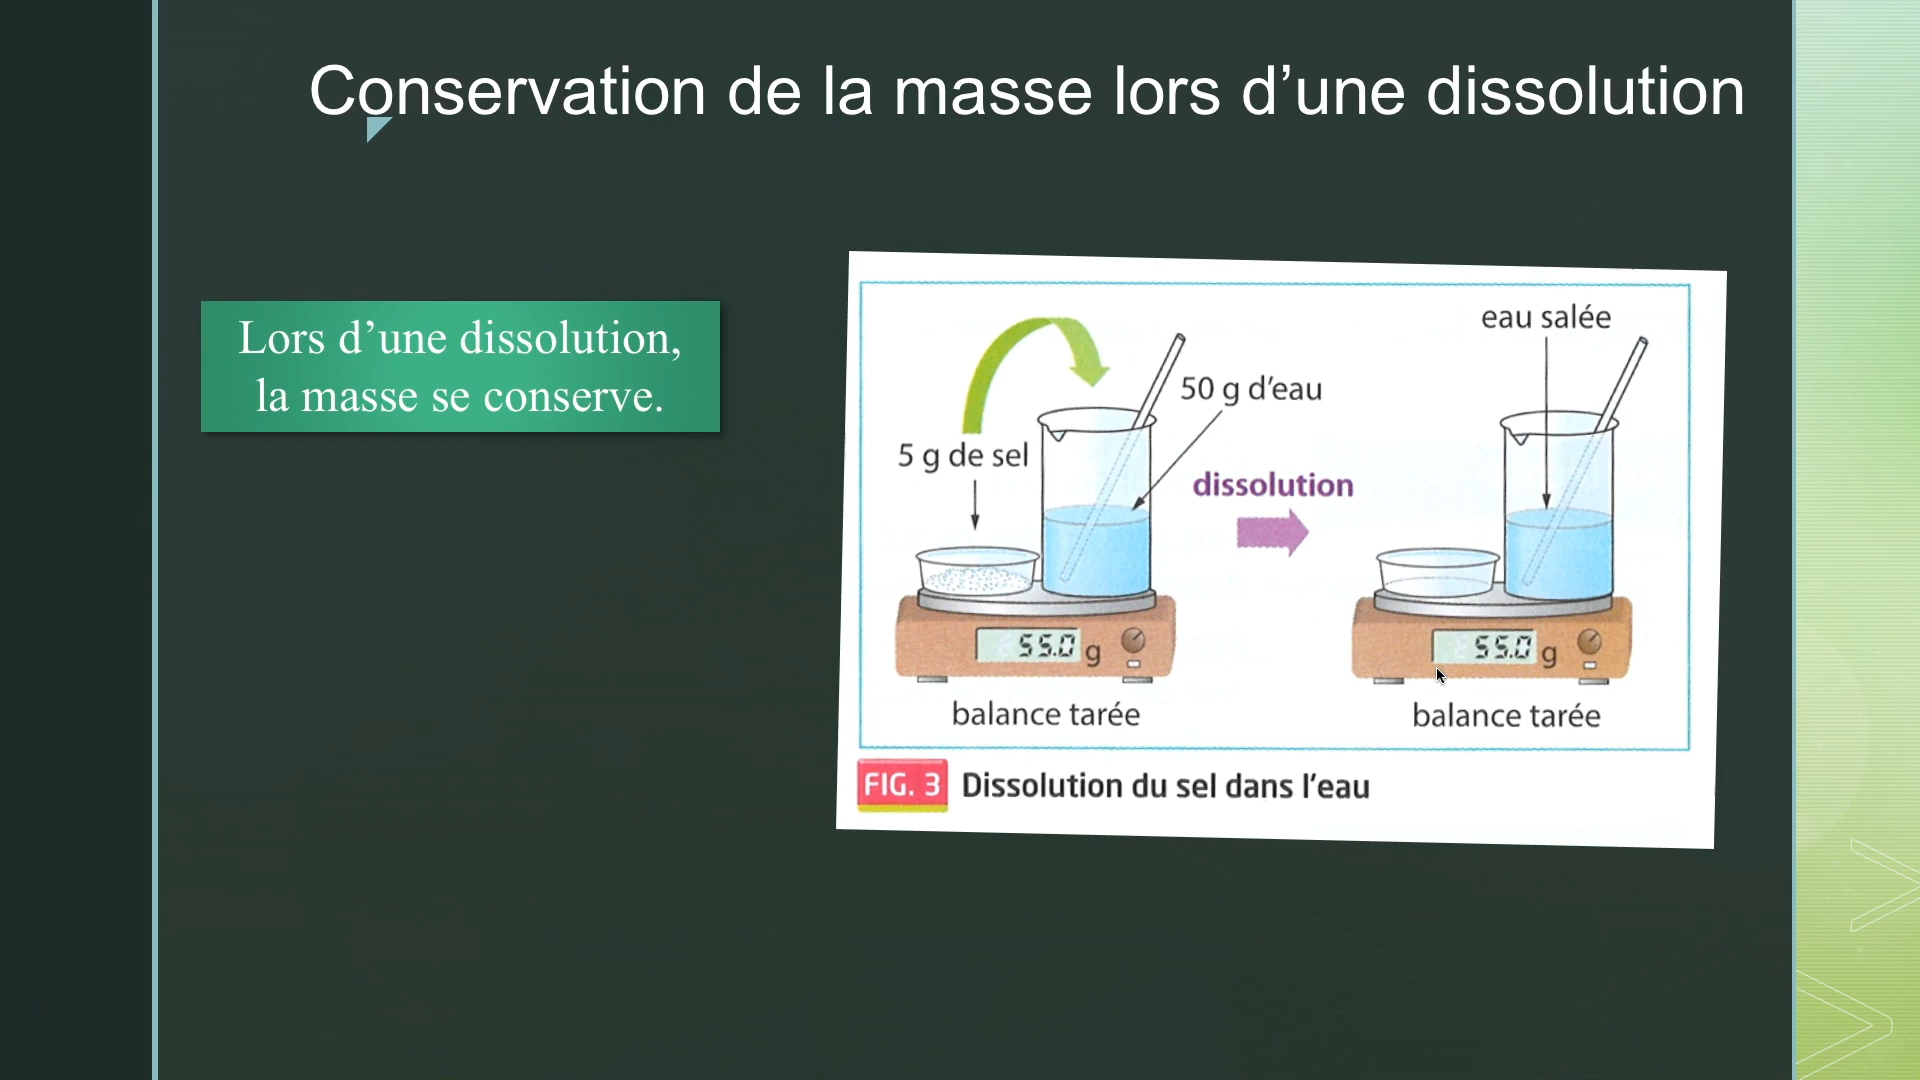 Conservation de la masse lors d’une dissolution
Lors d’une dissolution,
la masse se conserve.
eau salée
50 g d’eau
5 g de sel
dissolution
55.0 g
55.0 g
balance tarée
balance tarée
FIG. 3 Dissolution du sel dans l’eau